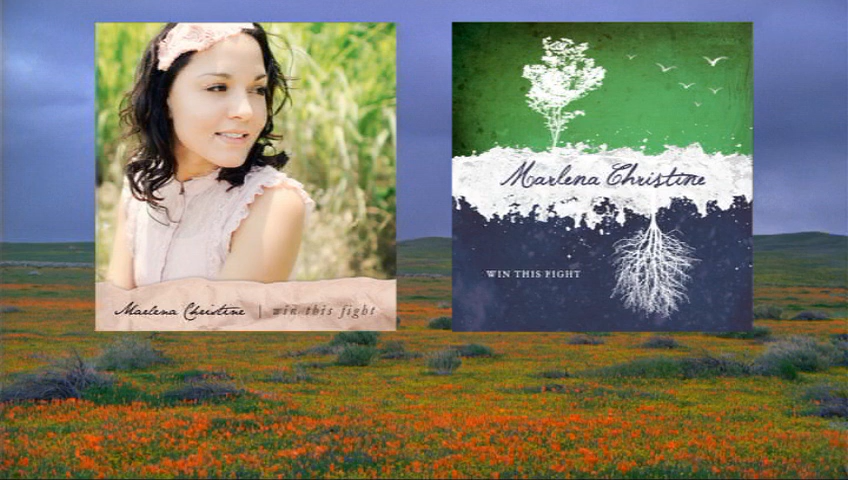 Marlena Christine | win this fight
Marlena Christine
WIN THIS FIGHT